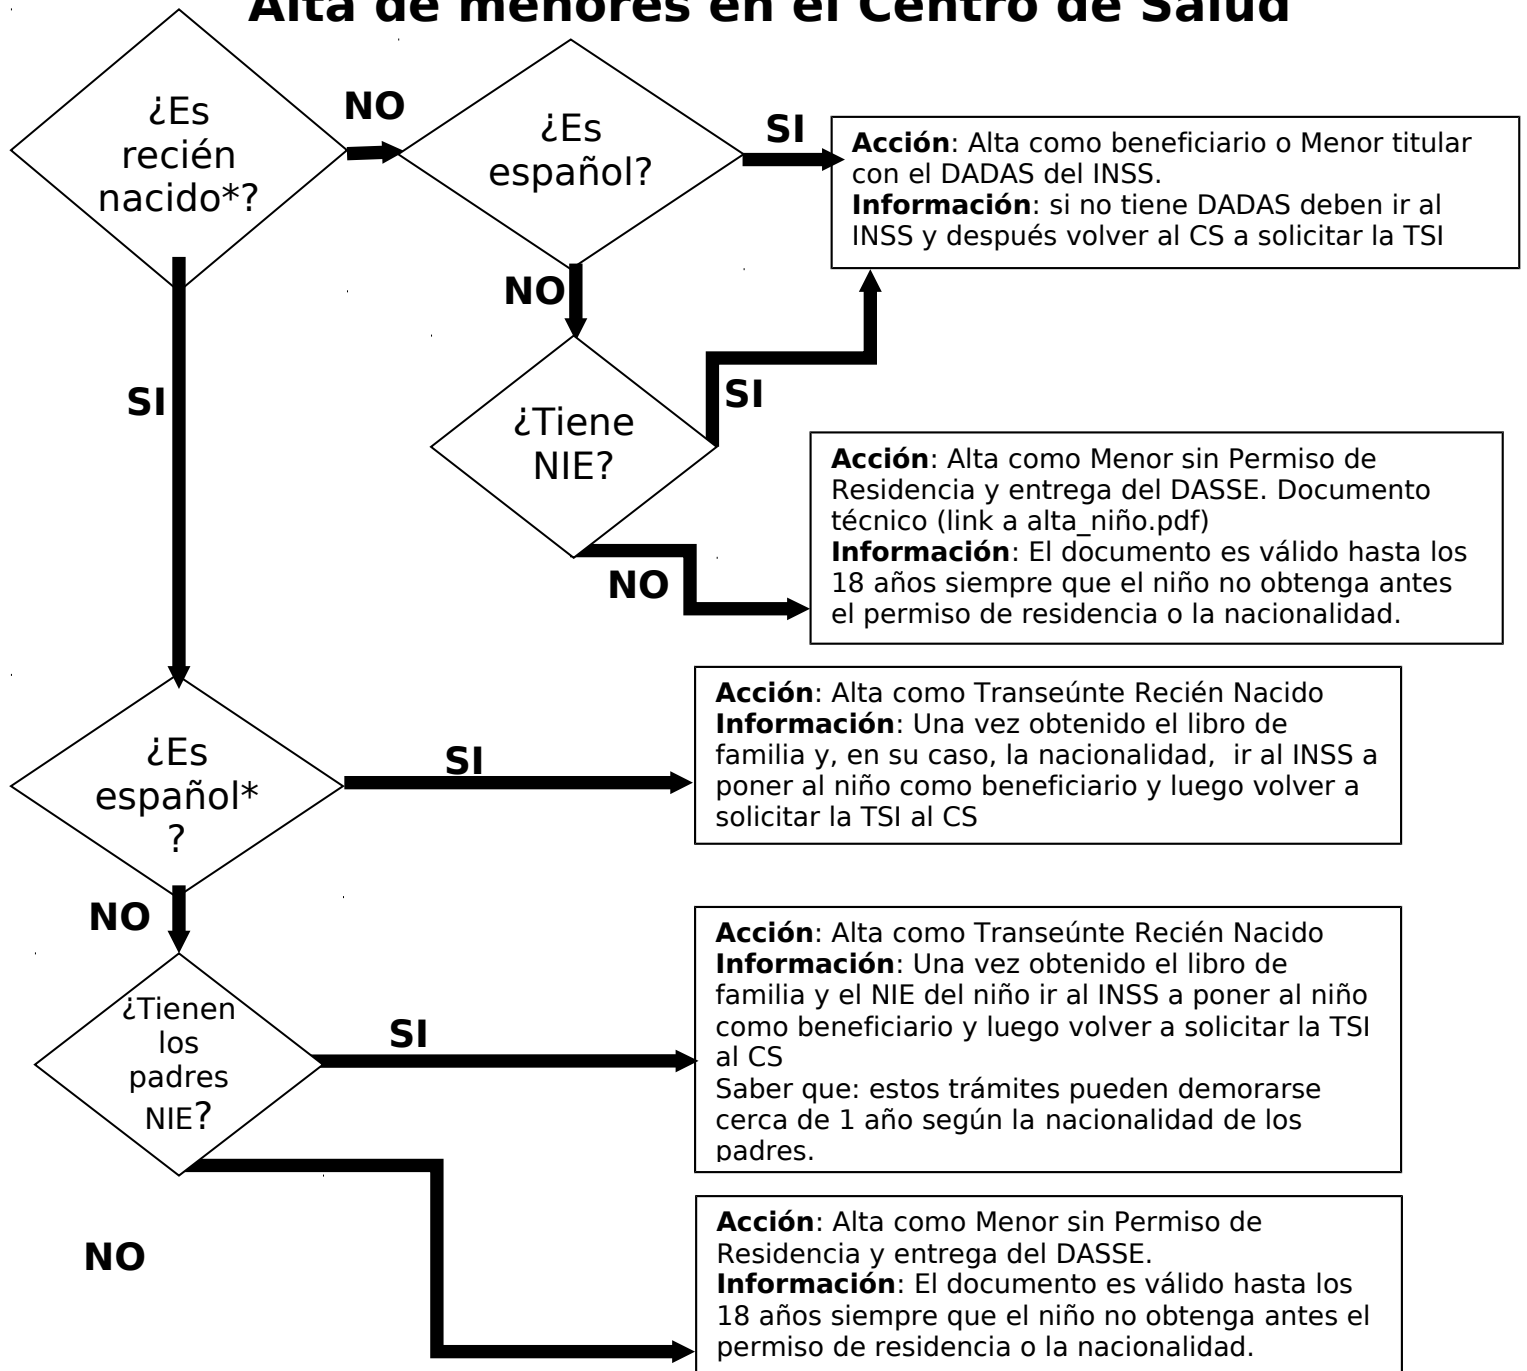 Alta de menores en el Centro de Salud
¿Es
recién
nacido*?
NO
¿Es
español?
SI
Acción: Alta como beneficiario o Menor titular
con el DADAS del INSS.
Información: si no tiene DADAS deben ir al
INSS y después volver al CS a solicitar la TSI
NO
SI
¿Tiene
NIE?
SI
Acción: Alta como Menor sin Permiso de
Residencia y entrega del DASSE. Documento
técnico (link a alta_niño.pdf)
Información: El documento es válido hasta los
18 años siempre que el niño no obtenga antes
el permiso de residencia o la nacionalidad.
NO
¿Es
español*
?
SI
Acción: Alta como Transeúnte Recién Nacido
Información: Una vez obtenido el libro de
familia y, en su caso, la nacionalidad,  ir al INSS a
poner al niño como beneficiario y luego volver a
solicitar la TSI al CS
NO
¿Tienen
los
padres
NIE?
SI
Acción: Alta como Transeúnte Recién Nacido
Información: Una vez obtenido el libro de
familia y el NIE del niño ir al INSS a poner al niño
como beneficiario y luego volver a solicitar la TSI
al CS
Saber que: estos trámites pueden demorarse
cerca de 1 año según la nacionalidad de los
padres.
NO
Acción: Alta como Menor sin Permiso de
Residencia y entrega del DASSE.
Información: El documento es válido hasta los
18 años siempre que el niño no obtenga antes el
permiso de residencia o la nacionalidad.